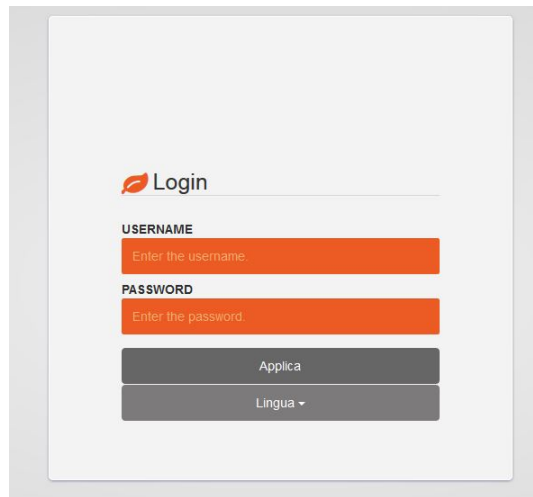 Login
USERNAME
Enter the username.
PASSWORD
Enter the password.
Applica
Lingua